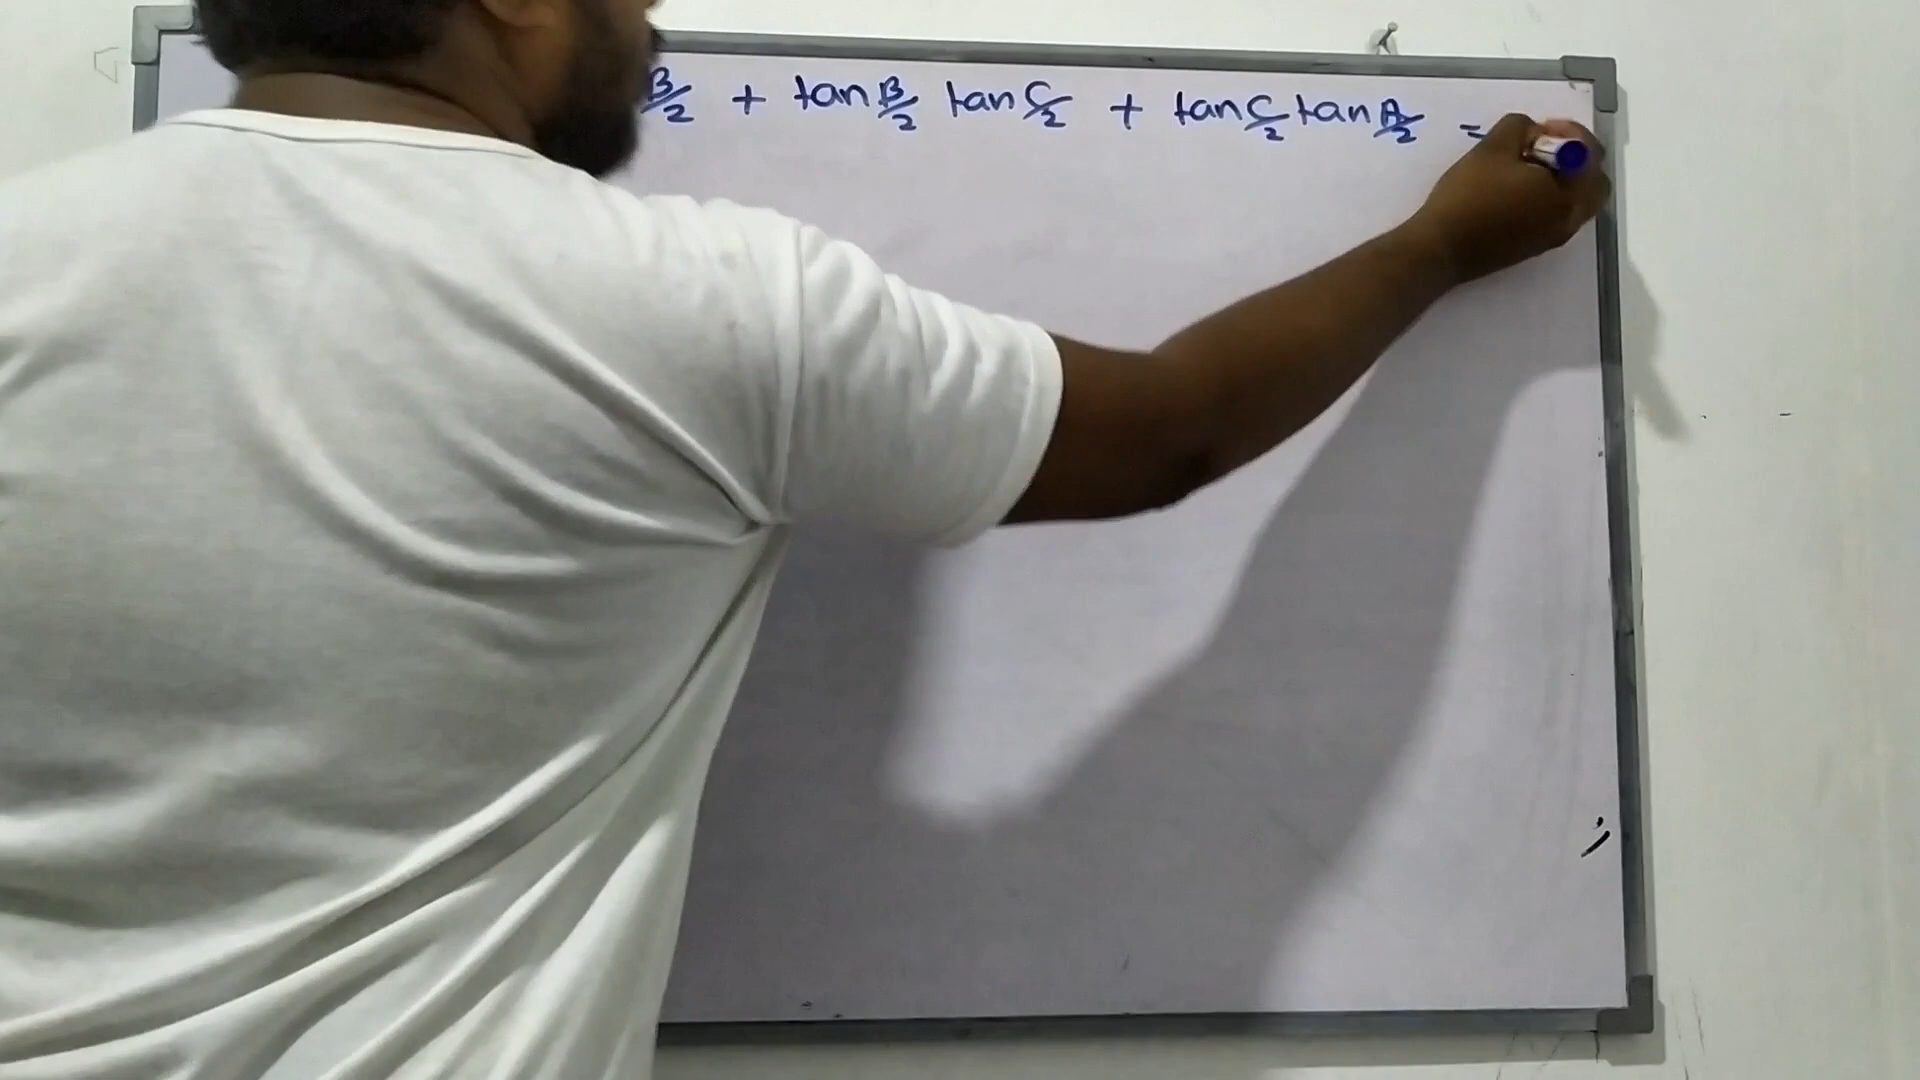 B/2 + tan B/2 tan C/2 + tan C/2 tan A/2 =